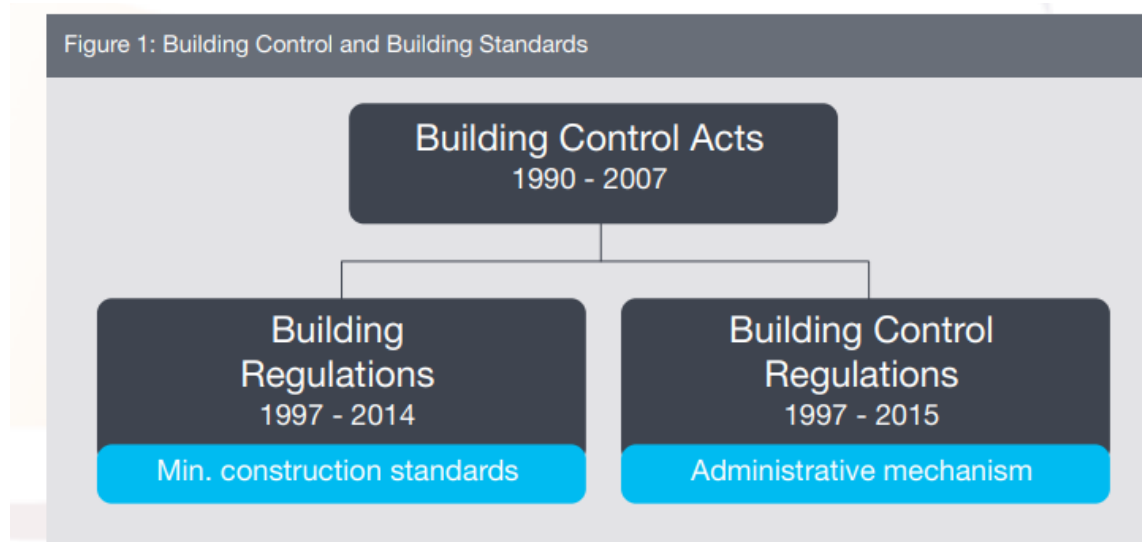 Figure 1: Building Control and Building Standards
Building Control Acts
1990 - 2007
Building
Regulations
1997 - 2014
Min. construction standards
Building Control
Regulations
1997 - 2015
Administrative mechanism